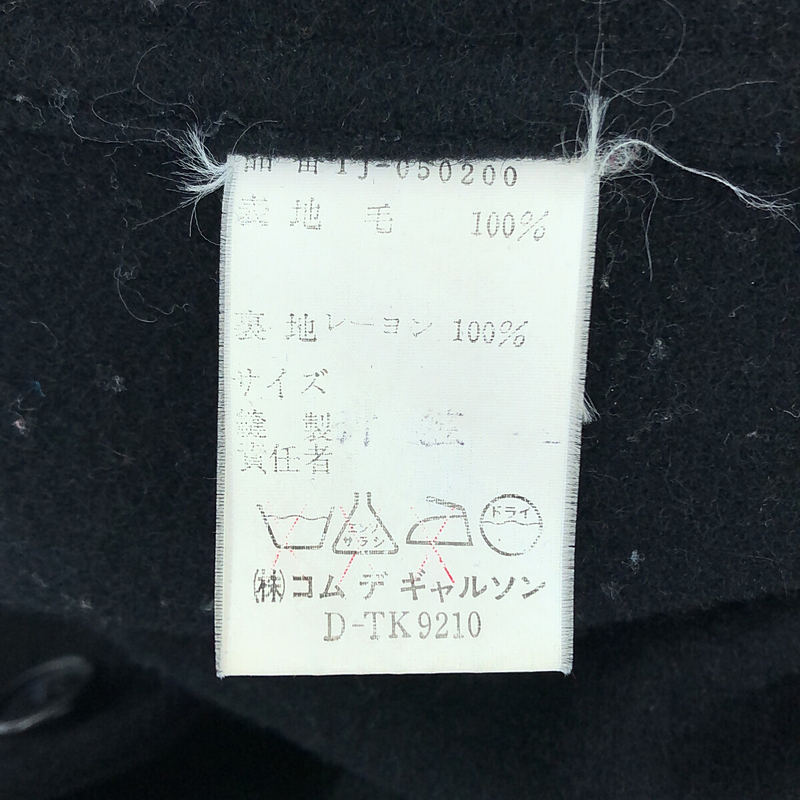 品番 TJ-050200
表地 毛 100%
裏地 レーヨン 100%
サイズ
縫製
責任者
エンソ
サラシ
ドライ
㈱コム デ ギャルソン
D-TK9210